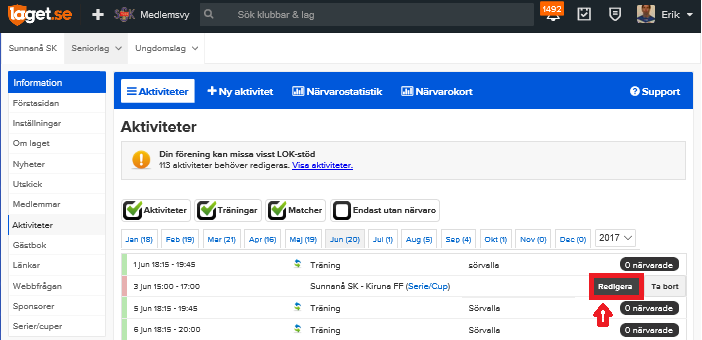 laget.se Medlemsvy Sök klubbar & lag 1492 Erik
Sunnanå SK Seniorlag Ungdomslag
Information
Förstasidan
Inställningar
Om laget
Nyheter
Utskick
Medlemmar
Aktiviteter
Gästbok
Länkar
Webbfrågan
Sponsorer
Serier/cuper
Aktiviteter Ny aktivitet Närvarostatistik Närvarokort Support
Aktiviteter
Din förening kan missa visst LOK-stöd
113 aktiviteter behöver redigeras. Visa aktiviteter.
Aktiviteter Träningar Matcher Endast utan närvaro
Jan (18) Feb (19) Mar (21) Apr (16) Maj (19) Jun (20) Jul (1) Aug (5) Sep (4) Okt (1) Nov (0) Dec (0) 2017
1 jun 18:15 - 19:45 Träning sörvalla 0 närvarade
3 jun 15:00 - 17:00 Sunnanå SK - Kiruna FF (Serie/Cup) Redigera Ta bort
5 jun 18:15 - 19:45 Träning Sörvalla 0 närvarade
6 jun 18:15 - 20:00 Träning Sörvalla 0 närvarade